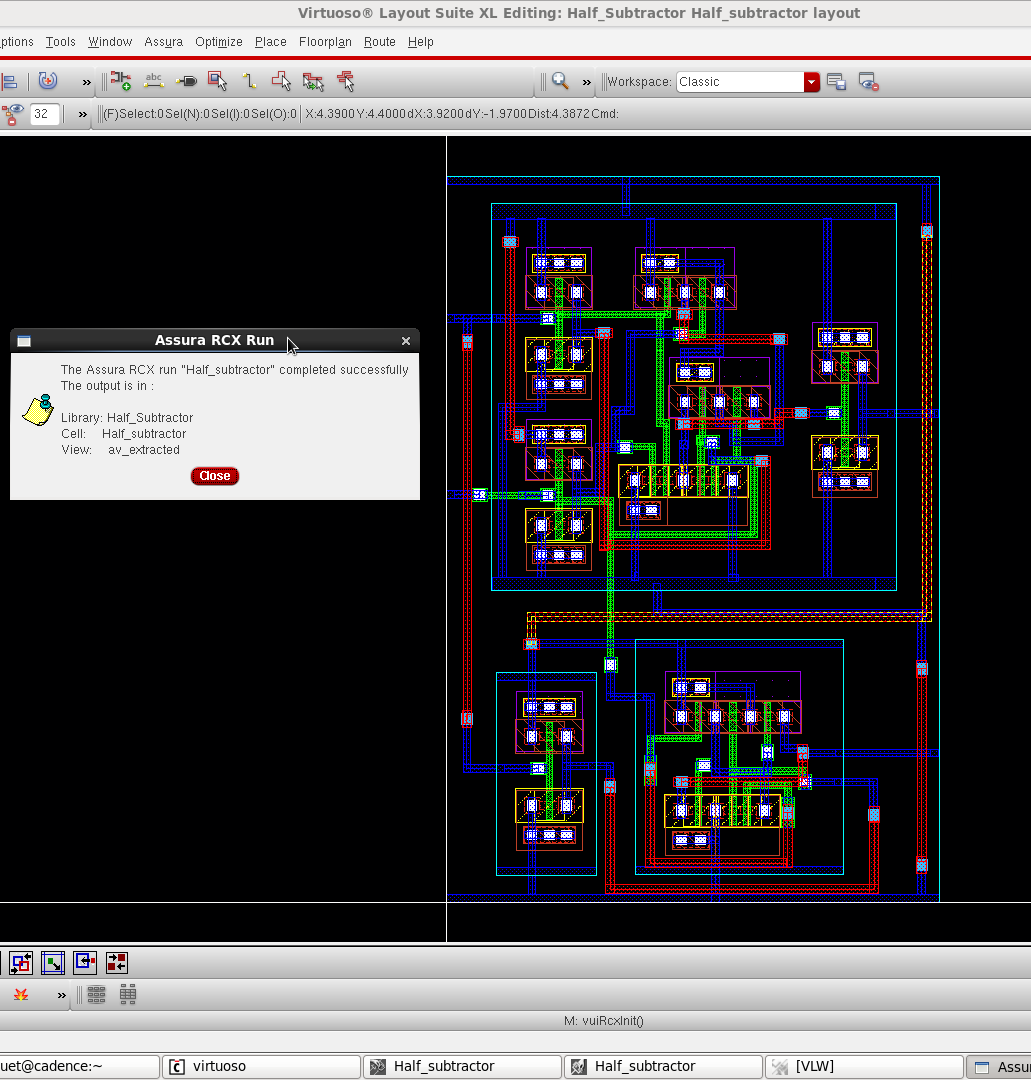 Virtuoso® Layout Suite XL Editing: Half_Subtractor Half_subtractor layout
ptions Tools Window Assura Optimize Place Floorplan Route Help
abc
» » Workspace: Classic
32 » (F)Select:0 Sel(N):0 Sel(I):0 Sel(O):0 X:4.3900 Y:4.4000 dX:3.9200 dY:-1.9700 Dist:4.3872 Cmd:
Assura RCX Run
The Assura RCX run "Half_subtractor" completed successfully
The output is in :
Library: Half_Subtractor
Cell: Half_subtractor
View: av_extracted
Close
»
M: vuiRcxInit()
uet@cadence:~ virtuoso Half_subtractor Half_subtractor [VLW] Assu